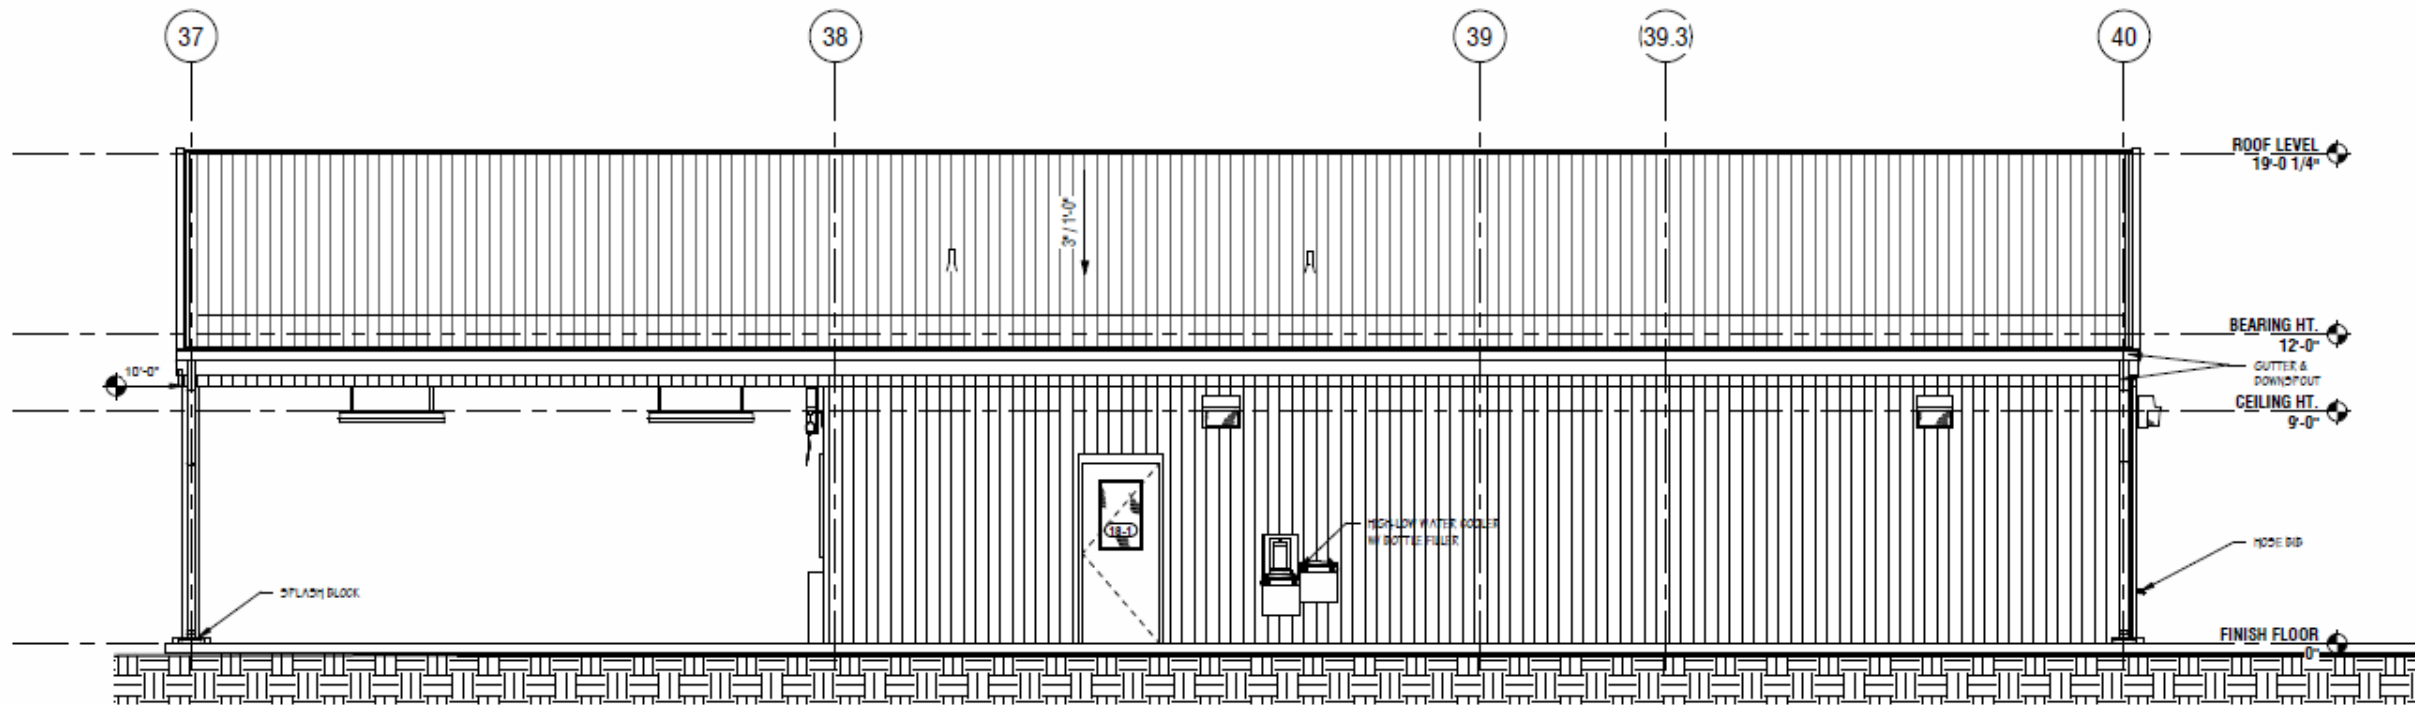 37
38
39
39.3
40
ROOF LEVEL
19'-0 1/4"
3" / 1'-0"
BEARING HT.
12'-0"
10'-0"
GUTTER &
DOWNSPOUT
CEILING HT.
9'-0"
18-1
HIGH-LOW WATER COOLER
W/ BOTTLE FILLER
HOSE BIB
SPLASH BLOCK
FINISH FLOOR
0"